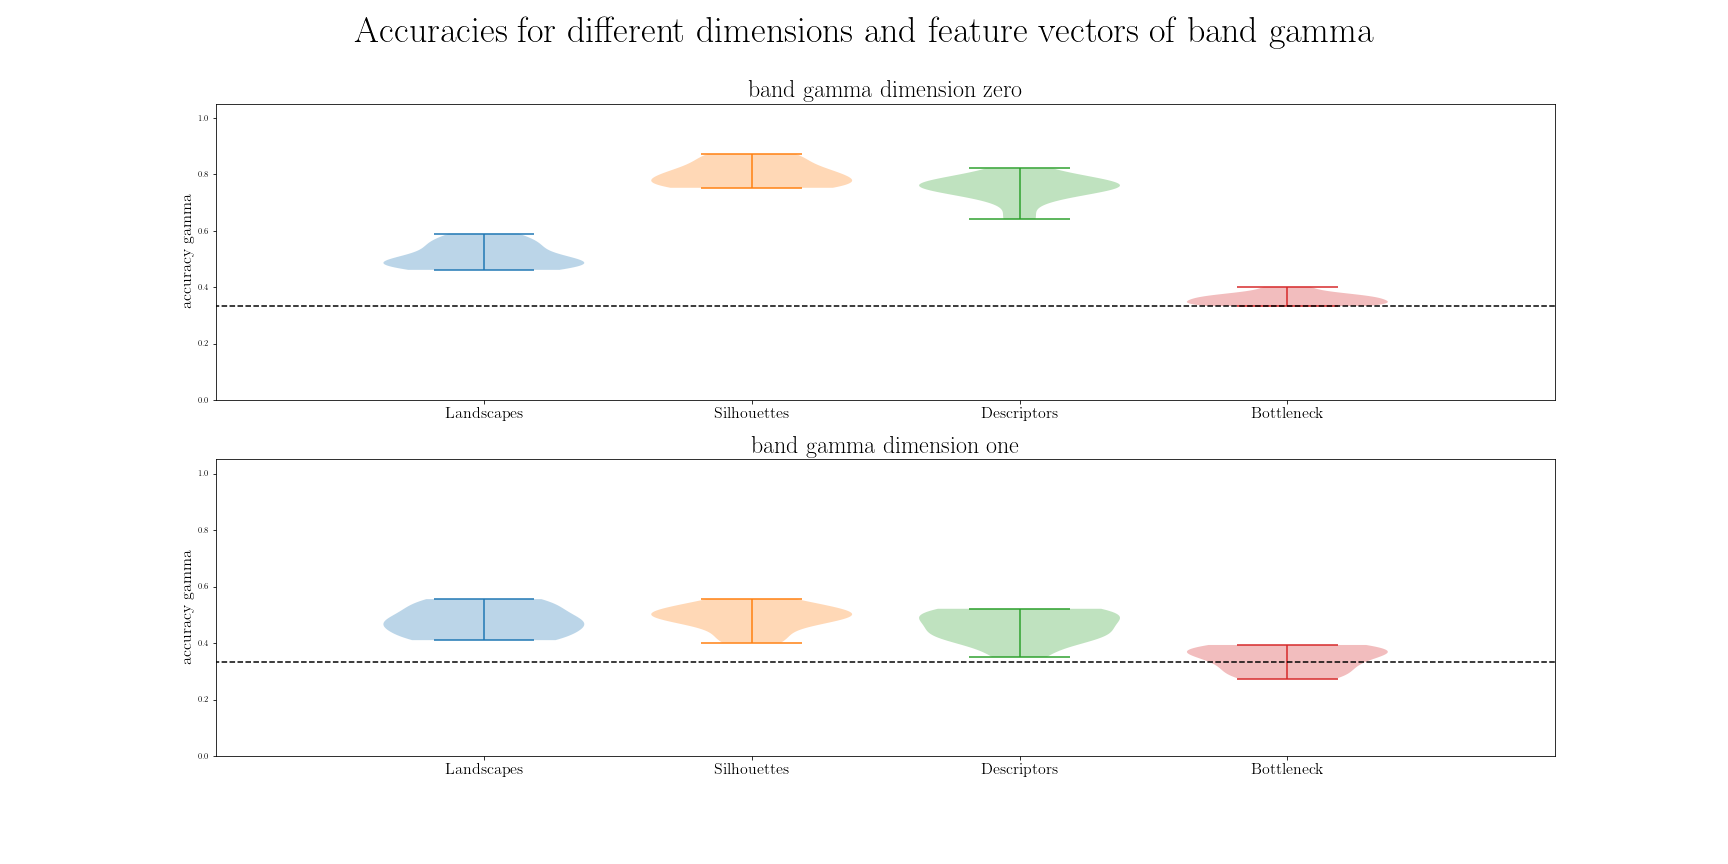 Accuracies for different dimensions and feature vectors of band gamma
band gamma dimension zero
accuracy gamma
1.0
0.8
0.6
0.4
0.2
0.0
Landscapes Silhouettes Descriptors Bottleneck
band gamma dimension one
accuracy gamma
1.0
0.8
0.6
0.4
0.2
0.0
Landscapes Silhouettes Descriptors Bottleneck